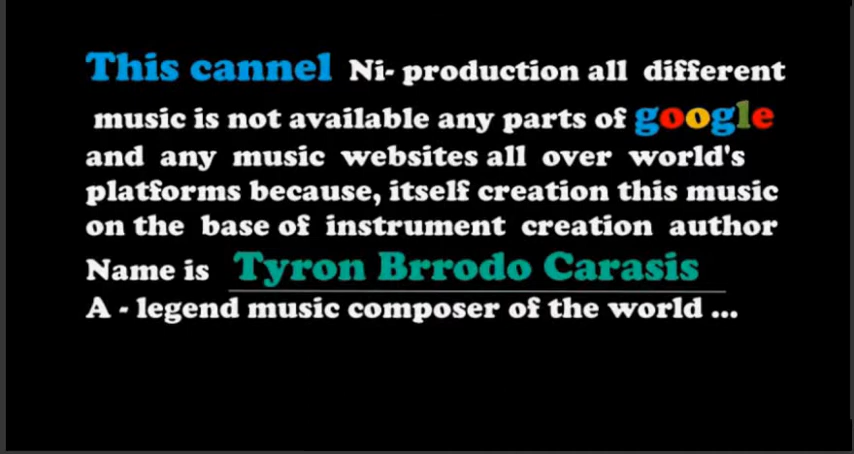 This cannel Ni- production all different
music is not available any parts of google
and any music websites all over world's
platforms because, itself creation this music
on the base of instrument creation author
Name is Tyron Brrodo Carasis
A - legend music composer of the world ...